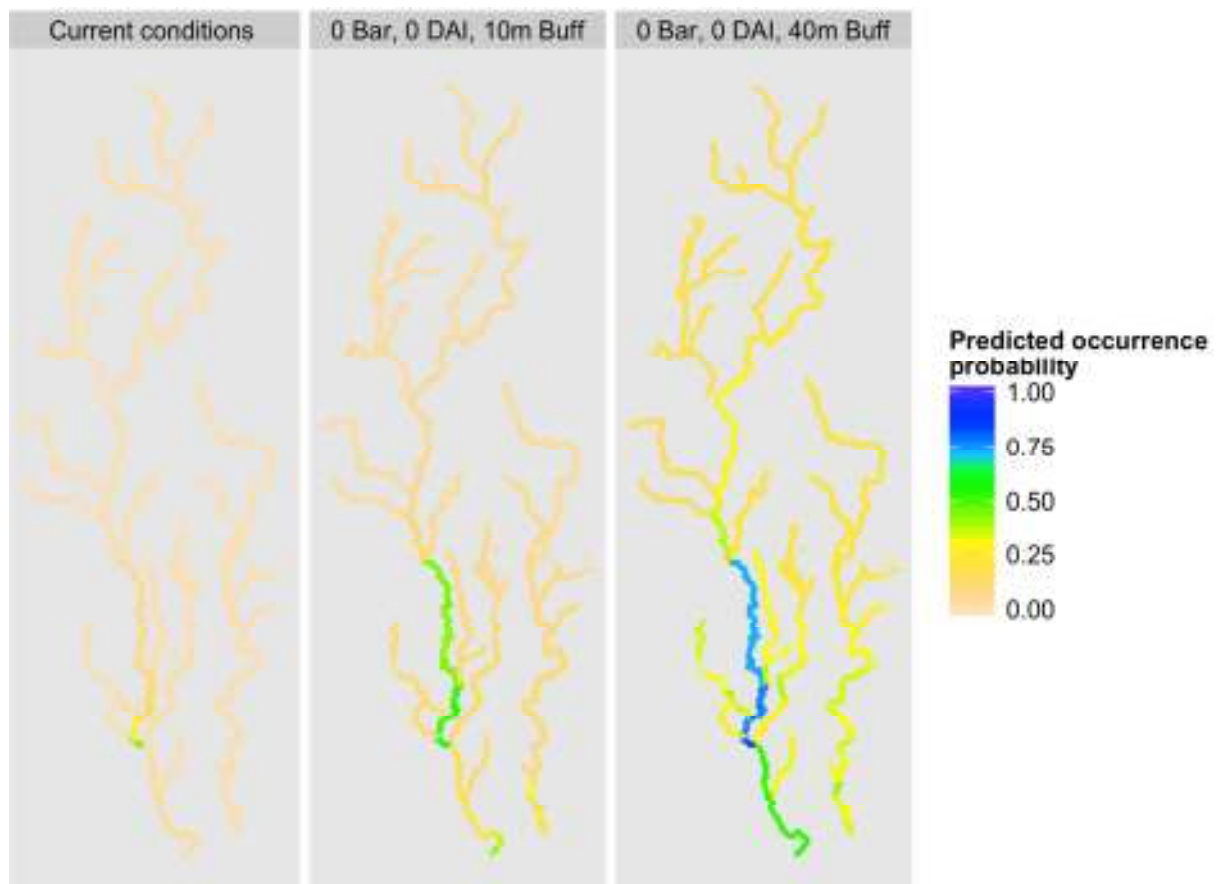 Current conditions
0 Bar, 0 DAI, 10m Buff
0 Bar, 0 DAI, 40m Buff
Predicted occurrence
probability
1.00
0.75
0.50
0.25
0.00